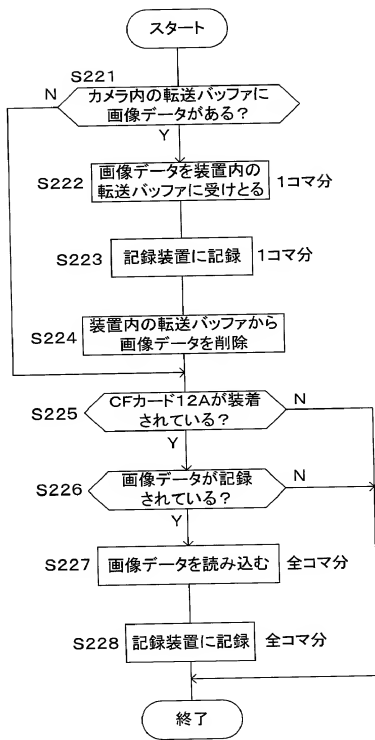 スタート
S221
N
カメラ内の転送バッファに
画像データがある?
Y
S222
画像データを装置内の
転送バッファに受けとる
1コマ分
S223
記録装置に記録
1コマ分
S224
装置内の転送バッファから
画像データを削除
S225
CFカード12Aが装着
されている?
N
Y
S226
画像データが記録
されている?
N
Y
S227
画像データを読み込む
全コマ分
S228
記録装置に記録
全コマ分
終了